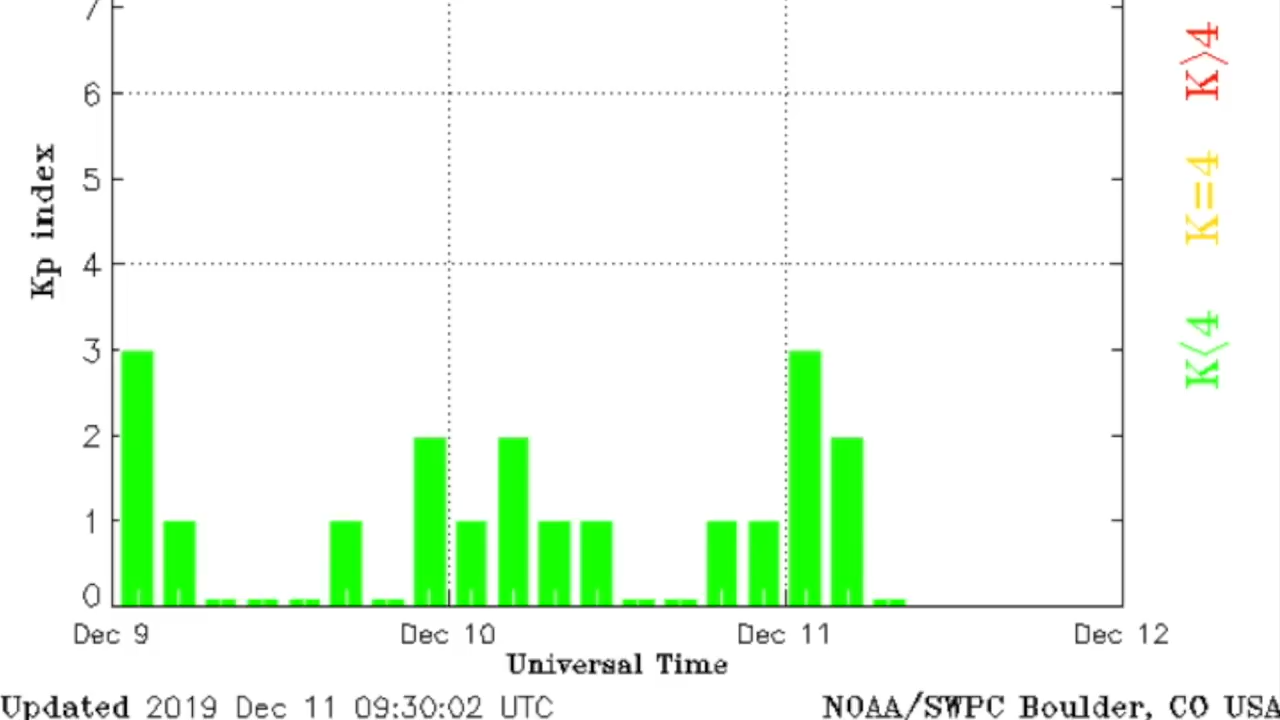 7
6
5
4
3
2
1
0
Kp index
K>4
K=4
K<4
Dec 9
Dec 10
Dec 11
Dec 12
Universal Time
Updated 2019 Dec 11 09:30:02 UTC
NOAA/SWPC Boulder, CO USA